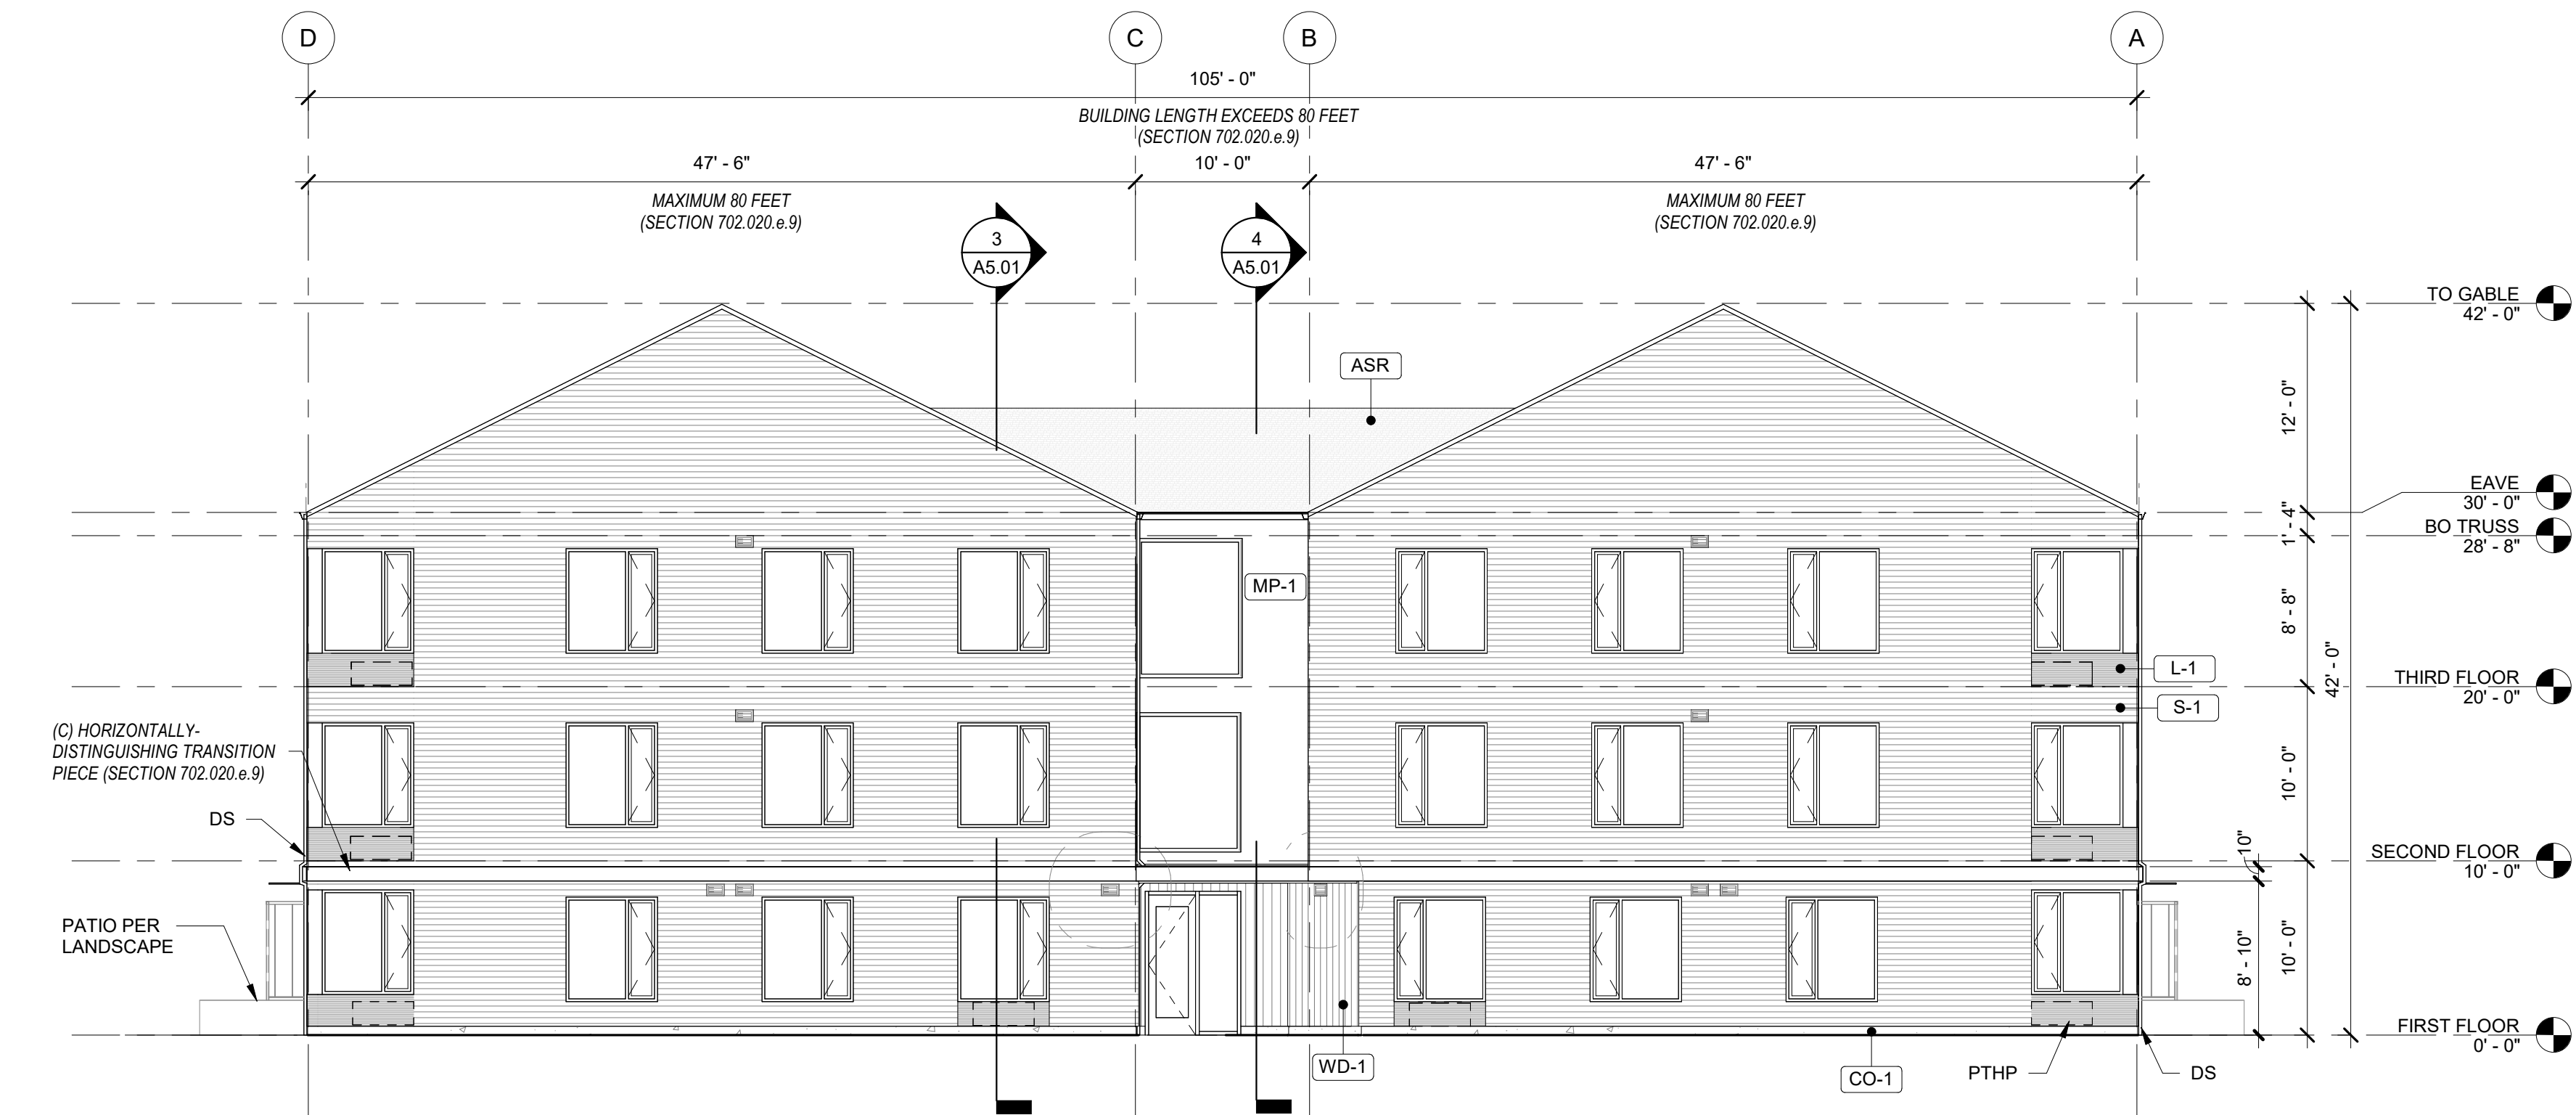 D
C
B
A
105' - 0"
BUILDING LENGTH EXCEEDS 80 FEET
(SECTION 702.020.e.9)
47' - 6"
10' - 0"
47' - 6"
MAXIMUM 80 FEET
(SECTION 702.020.e.9)
MAXIMUM 80 FEET
(SECTION 702.020.e.9)
3
A5.01
4
A5.01
TO GABLE
42' - 0"
ASR
12' - 0"
EAVE
30' - 0"
1' - 4"
BO TRUSS
28' - 8"
MP-1
8' - 8"
42' - 0"
L-1
THIRD FLOOR
20' - 0"
S-1
(C) HORIZONTALLY-
DISTINGUISHING TRANSITION
PIECE (SECTION 702.020.e.9)
10' - 0"
DS
10"
SECOND FLOOR
10' - 0"
PATIO PER
LANDSCAPE
8' - 10"
10' - 0"
FIRST FLOOR
0' - 0"
WD-1
CO-1
PTHP
DS